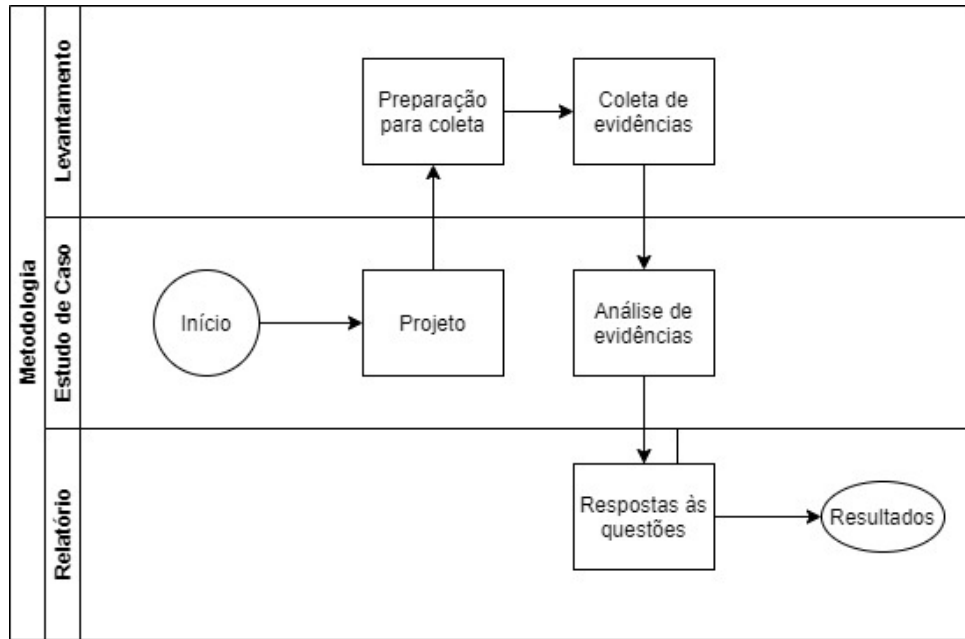 Metodologia
Levantamento
Preparação
para coleta
Coleta de
evidências
Estudo de Caso
Início
Projeto
Análise de
evidências
Relatório
Respostas às
questões
Resultados